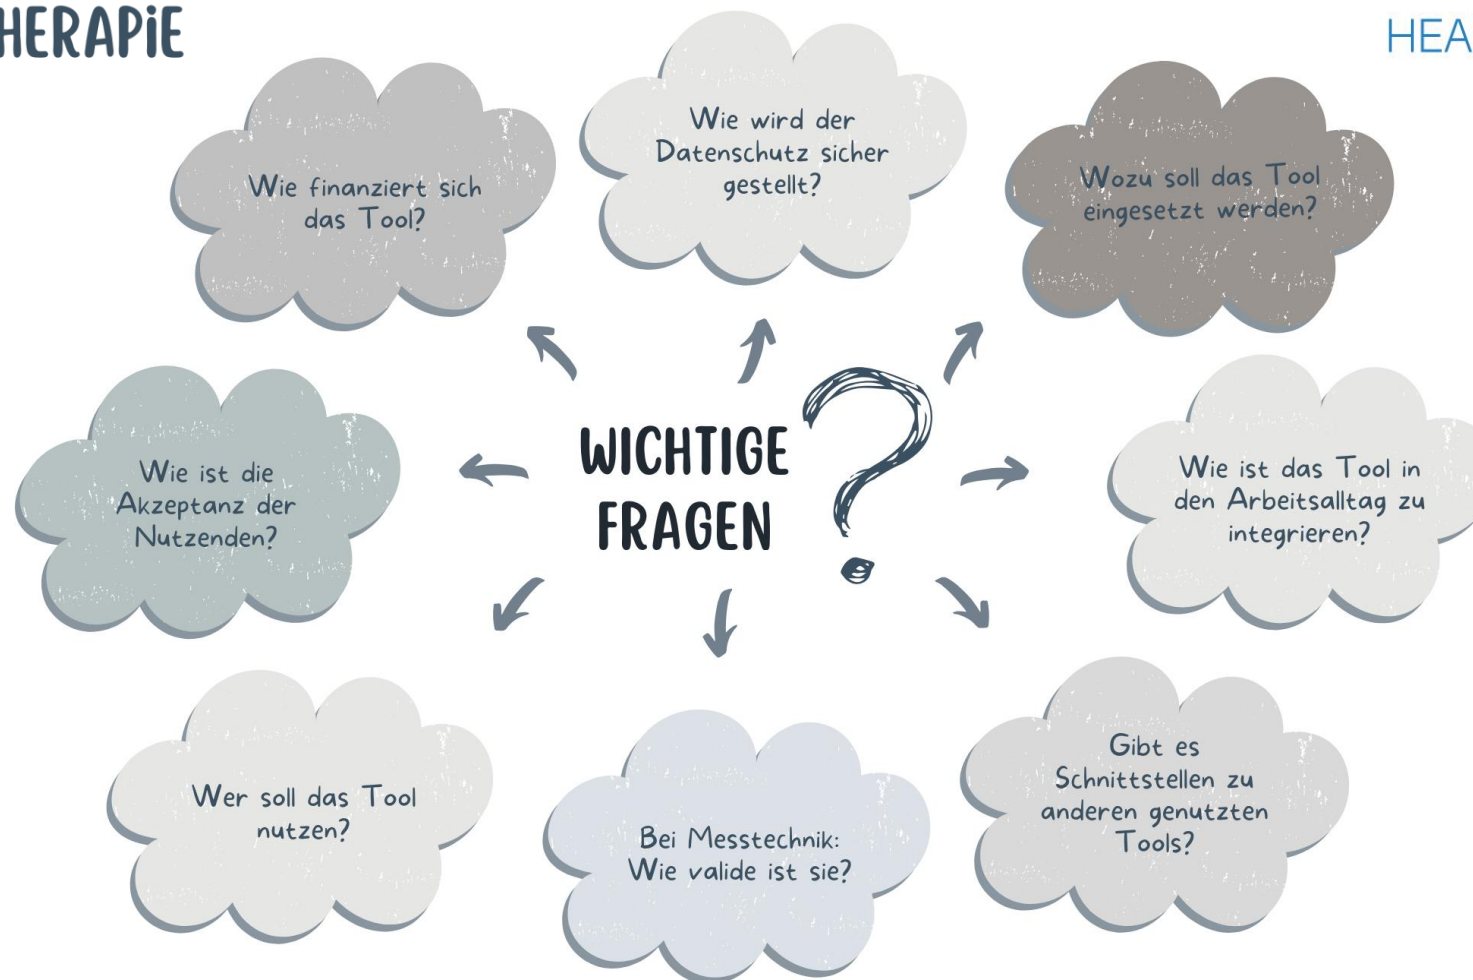 HERAPiE
HEA
Wie finanziert sich
das Tool?
Wie wird der
Datenschutz sicher
gestellt?
Wozu soll das Tool
eingesetzt werden?
WICHTIGE
FRAGEN
?
Wie ist die
Akzeptanz der
Nutzenden?
Wie ist das Tool in
den Arbeitsalltag zu
integrieren?
Wer soll das Tool
nutzen?
Bei Messtechnik:
Wie valide ist sie?
Gibt es
Schnittstellen zu
anderen genutzten
Tools?